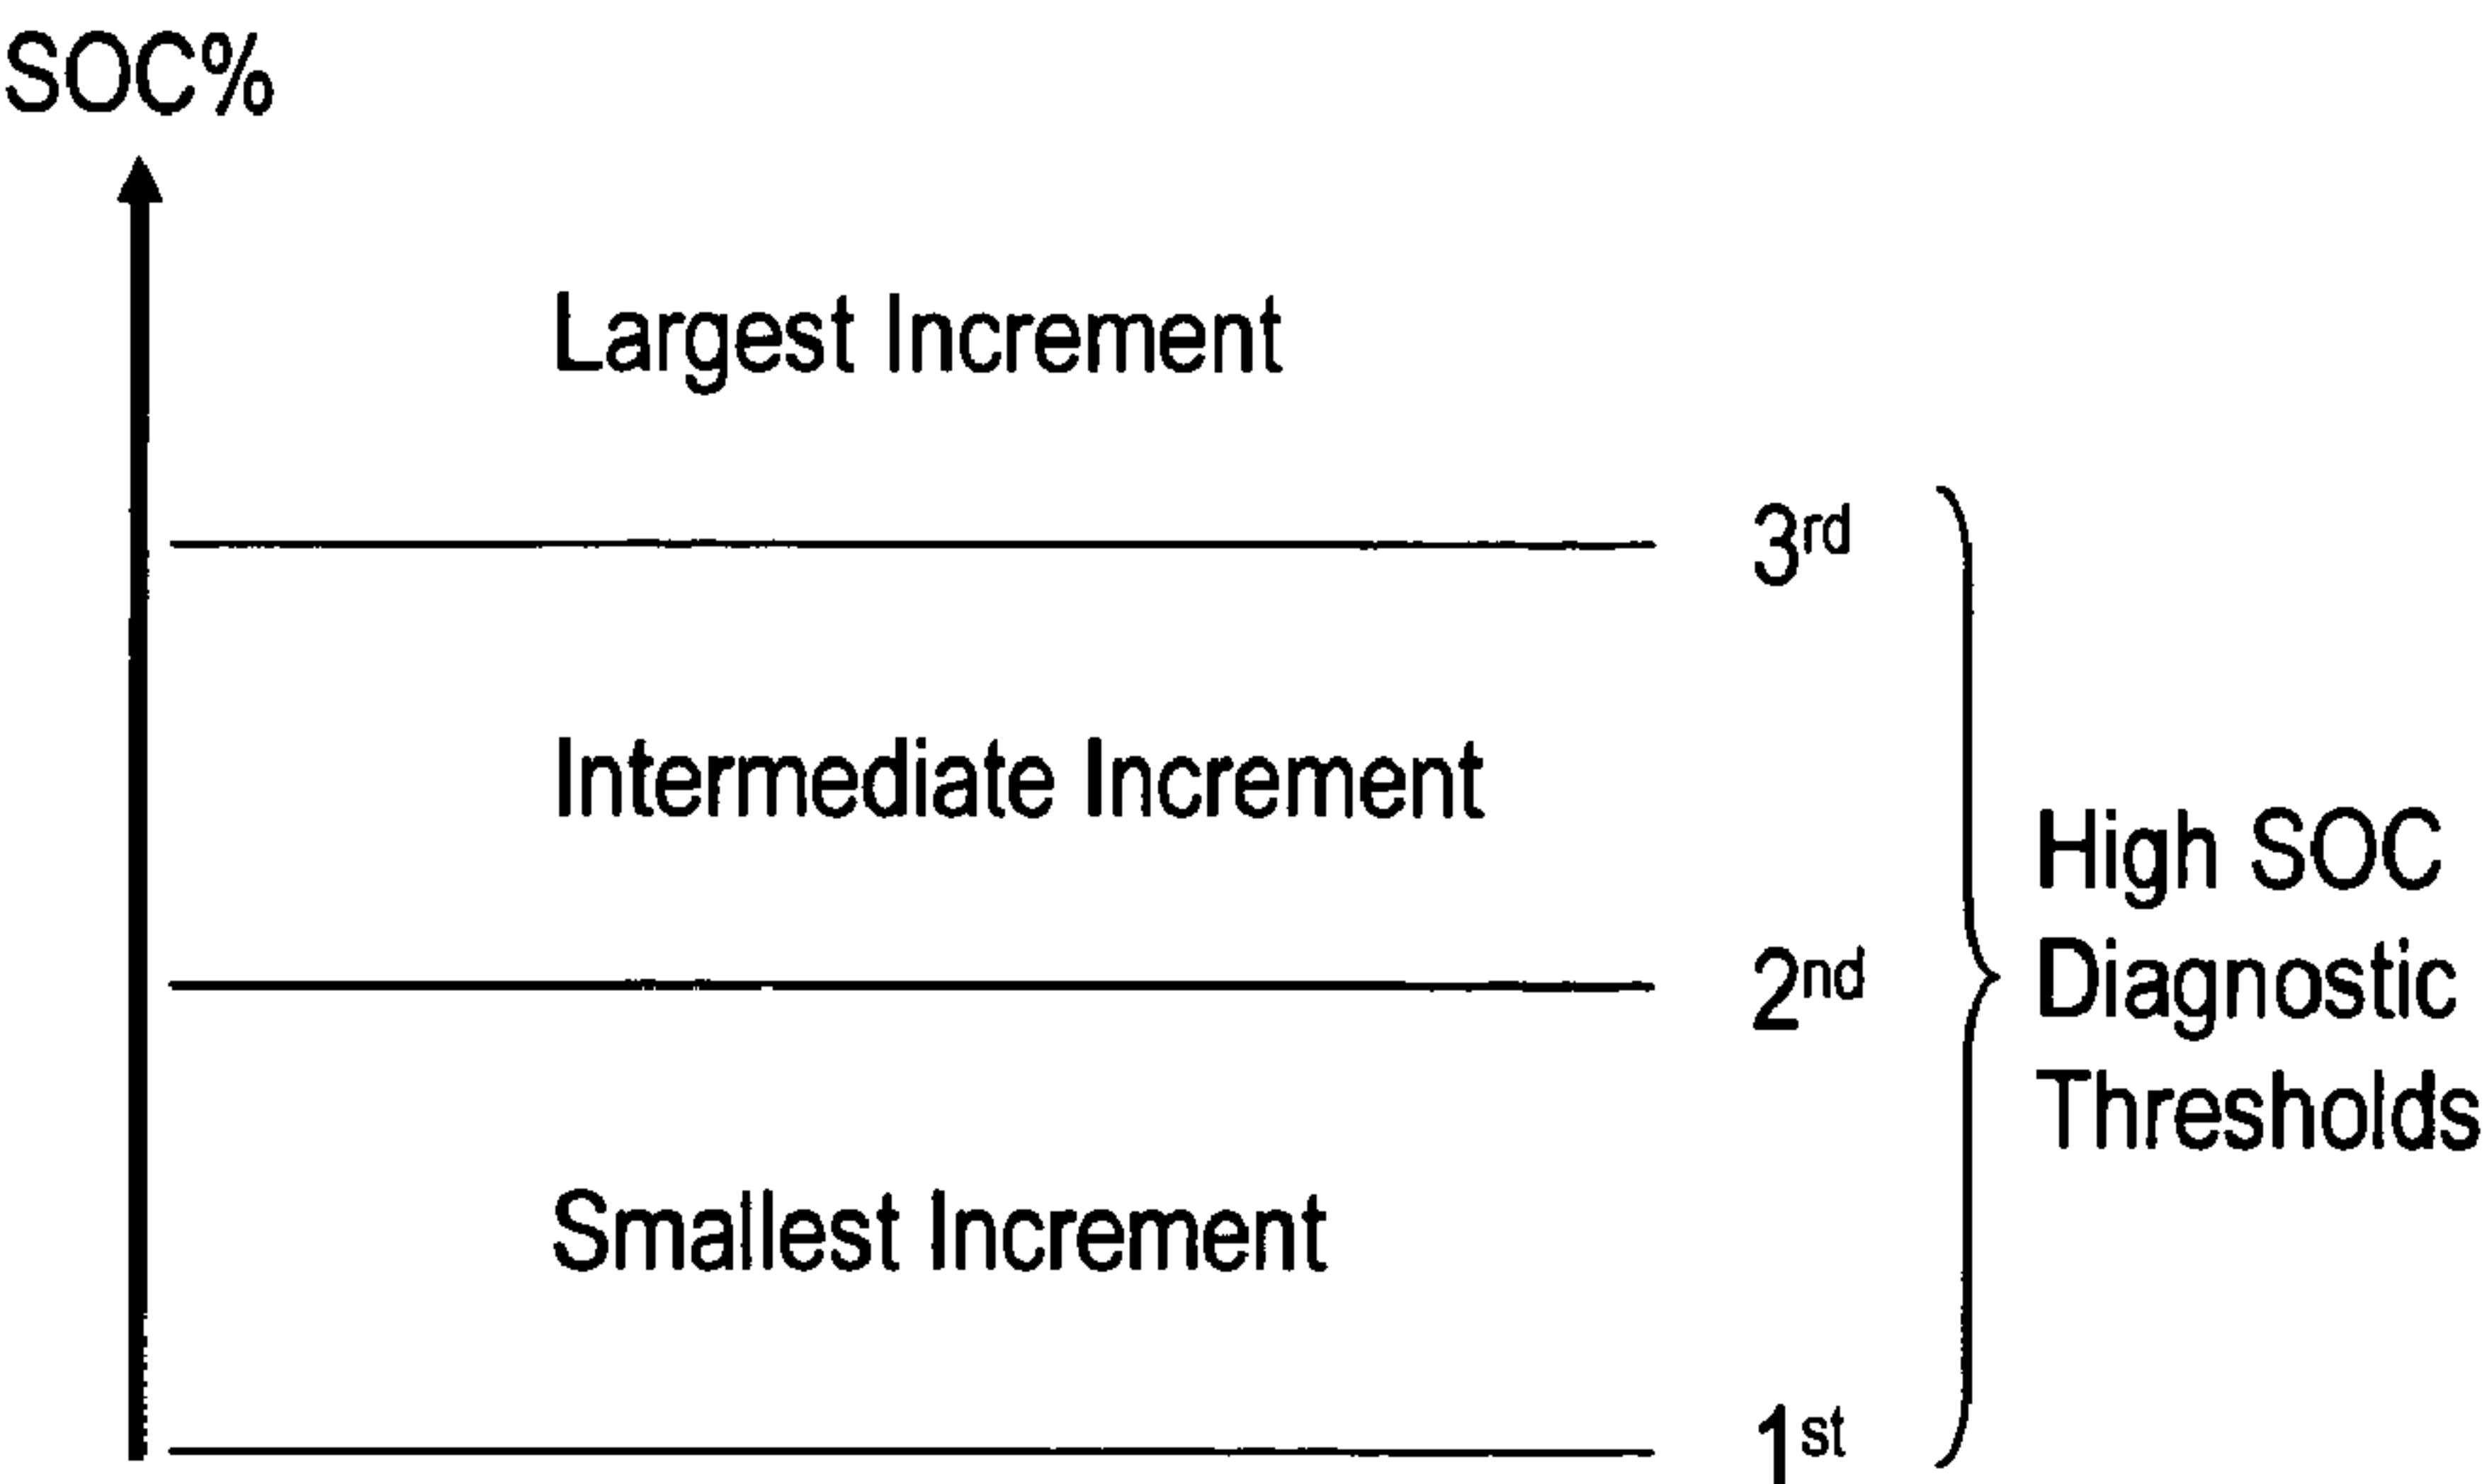 SOC%
Largest Increment
3rd
Intermediate Increment
High SOC
Diagnostic
Thresholds
2nd
Smallest Increment
1st